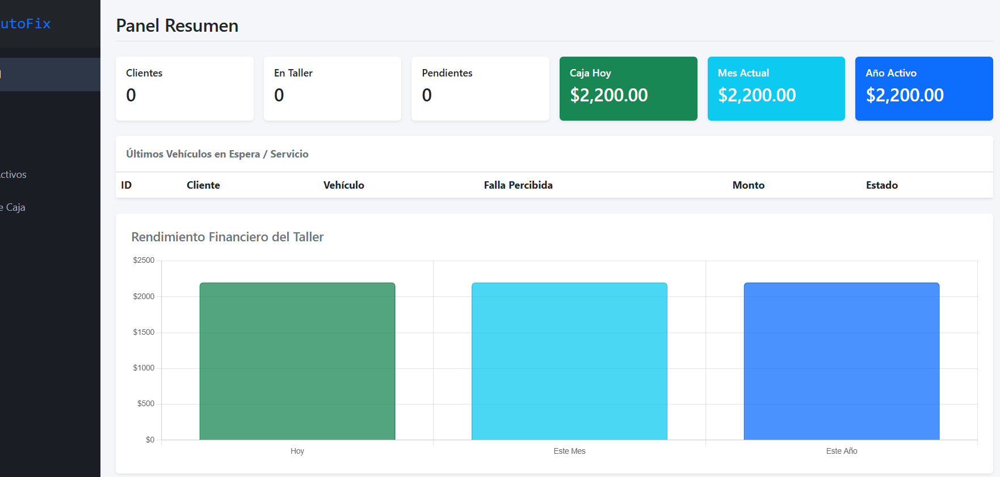 utoFix
ctivos
e Caja
Panel Resumen
Clientes
0
En Taller
0
Pendientes
0
Caja Hoy
$2,200.00
Mes Actual
$2,200.00
Año Activo
$2,200.00
Últimos Vehículos en Espera / Servicio
ID Cliente Vehículo Falla Percibida Monto Estado
Rendimiento Financiero del Taller
$2500
$2000
$1500
$1000
$500
$0
Hoy Este Mes Este Año